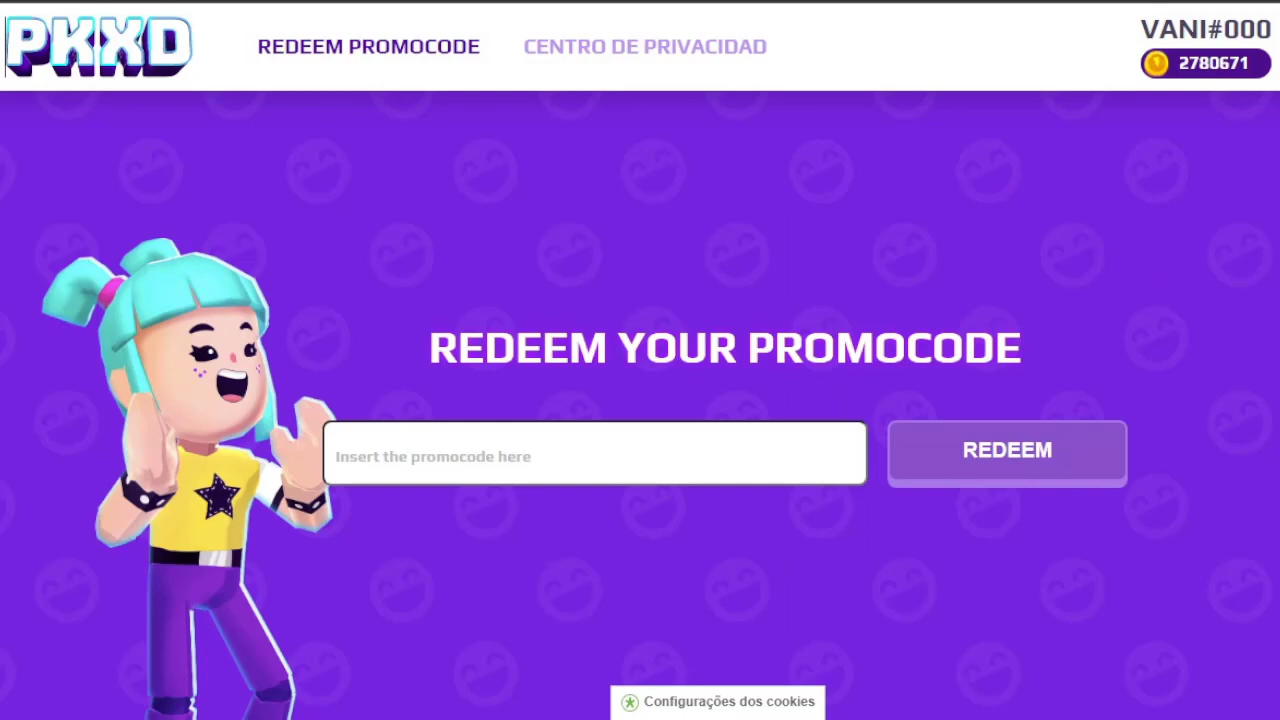 PKXD
REDEEM PROMOCODE
CENTRO DE PRIVACIDAD
VANI#000
2780671
REDEEM YOUR PROMOCODE
Insert the promocode here
REDEEM
Configurações dos cookies